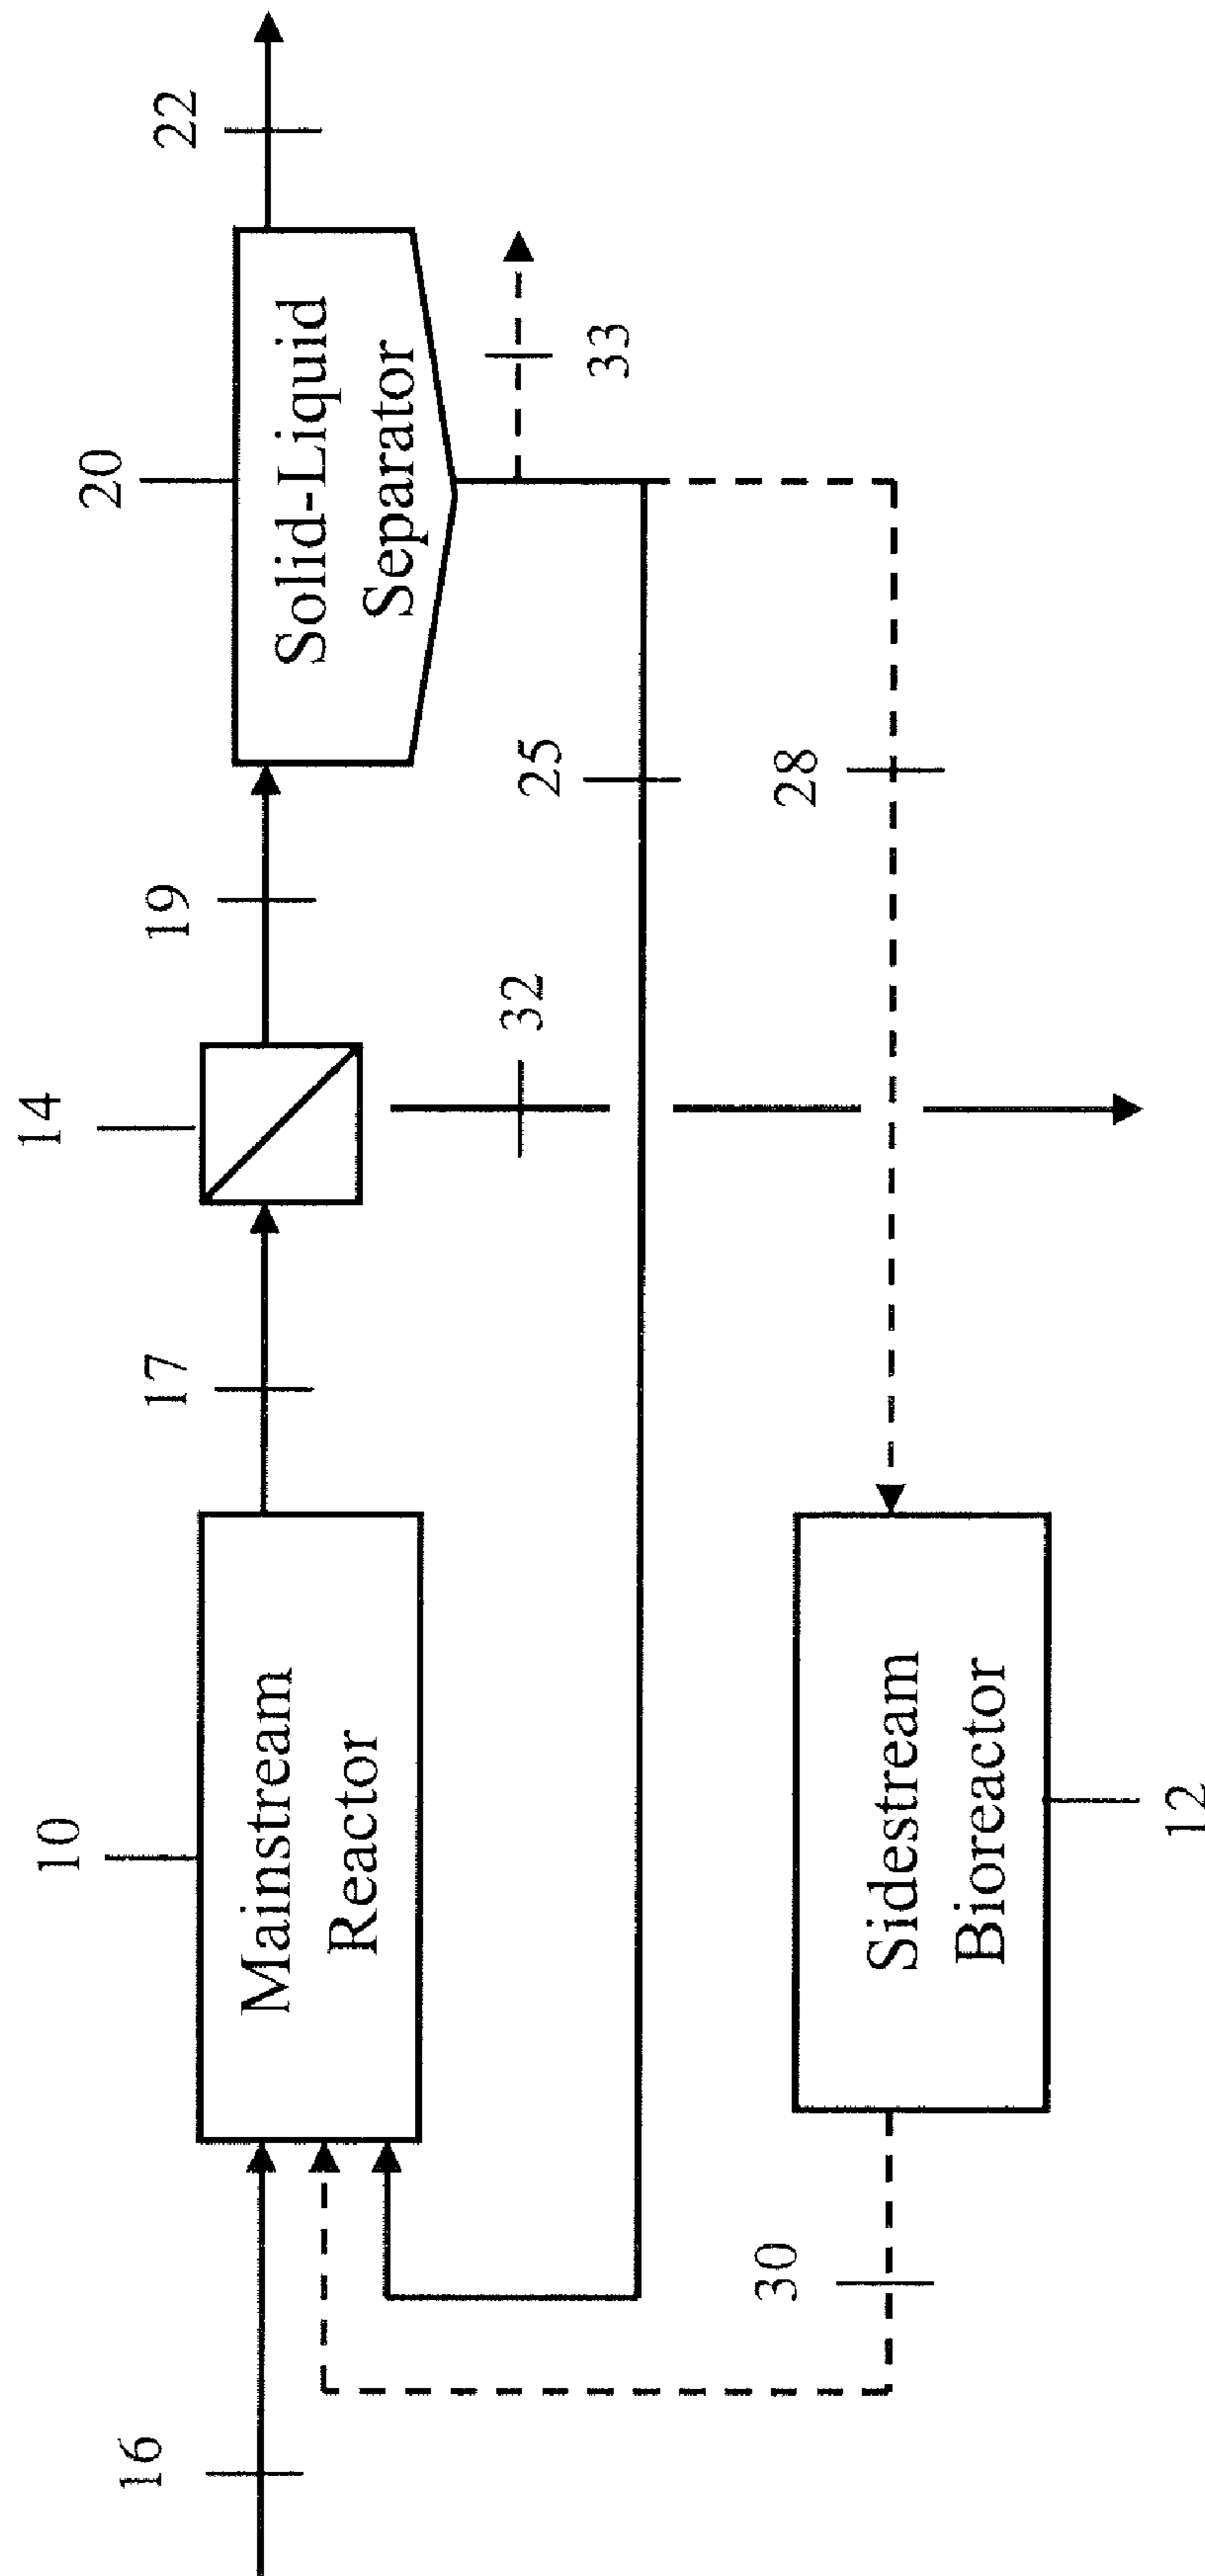 16
10
Mainstream
Reactor
17
14
19
20
Solid-Liquid
Separator
22
32
33
25
28
30
Sidestream
Bioreactor
12